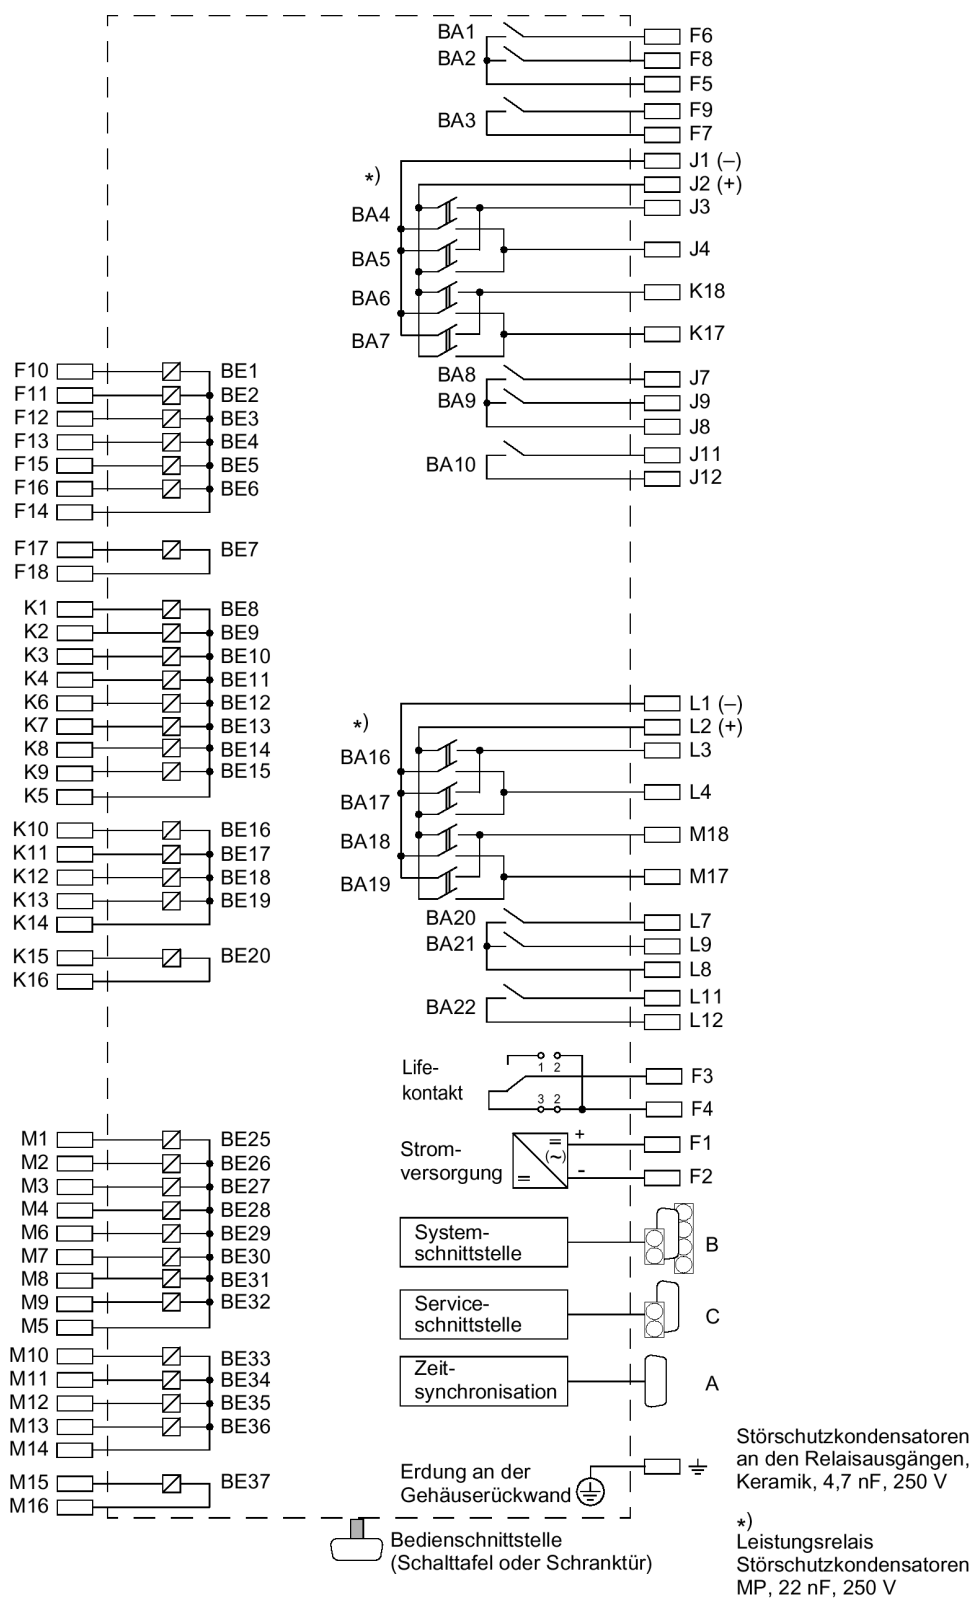 BA1
F6
BA2
F8
F5
F9
BA3
F7
J1 (–)
*)
J2 (+)
BA4
J3
BA5
J4
BA6
K18
BA7
K17
F10 BE1
BA8
J7
F11 BE2
BA9
J9
F12 BE3
J8
F13 BE4
J11
F15 BE5
BA10
J12
F16 BE6
F14
F17 BE7
F18
K1 BE8
K2 BE9
K3 BE10
K4 BE11
K6 BE12
L1 (–)
K7 BE13
*)
L2 (+)
K8 BE14
BA16
L3
K9 BE15
K5
BA17
L4
K10 BE16
BA18
M18
K11 BE17
K12 BE18
BA19
M17
K13 BE19
K14
BA20
L7
K15 BE20
BA21
L9
K16
L8
BA22
L11
L12
Life-
kontakt
1 2
3 2
F3
F4
M1 BE25
M2 BE26
M3 BE27
M4 BE28
M6 BE29
M7 BE30
M8 BE31
M9 BE32
M5
M10 BE33
M11 BE34
M12 BE35
M13 BE36
M14
M15 BE37
M16
Strom-
versorgung
=
(~)
=
+
-
F1
F2
System-
schnittstelle
B
Service-
schnittstelle
C
Zeit-
synchronisation
A
Erdung an der
Gehäuserückwand
Bedienschnittstelle
(Schalttafel oder Schranktür)
Störschutzkondensatoren
an den Relaisausgängen,
Keramik, 4,7 nF, 250 V
*)
Leistungsrelais
Störschutzkondensatoren
MP, 22 nF, 250 V